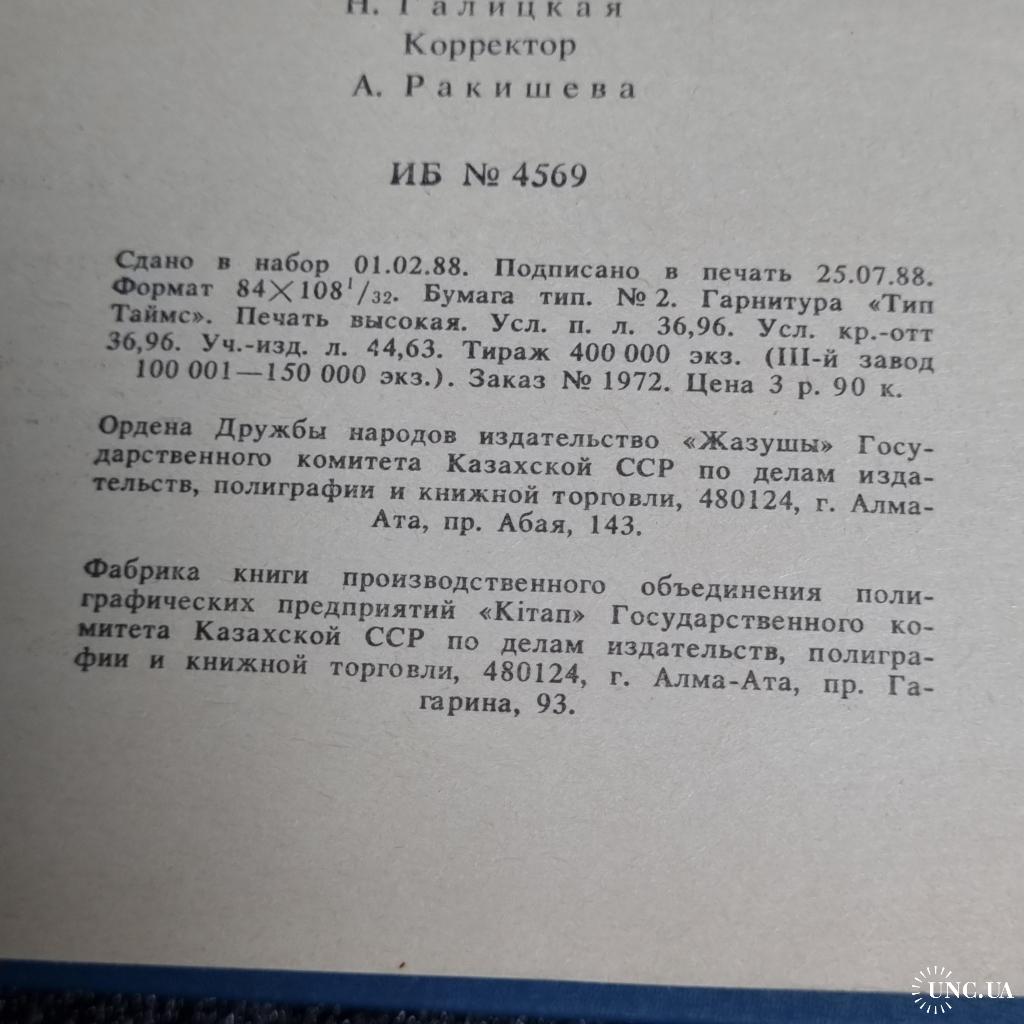 Н. Галицкая
Корректор
А. Ракишева
ИБ № 4569
Сдано в набор 01.02.88. Подписано в печать 25.07.88.
Формат 84×108¹/₃₂. Бумага тип. № 2. Гарнитура «Тип
Таймс». Печать высокая. Усл. п. л. 36,96. Усл. кр.-отт
36,96. Уч.-изд. л. 44,63. Тираж 400 000 экз. (III-й завод
100 001—150 000 экз.). Заказ № 1972. Цена 3 р. 90 к.
Ордена Дружбы народов издательство «Жазушы» Госу-
дарственного комитета Казахской ССР по делам изда-
тельств, полиграфии и книжной торговли, 480124, г. Алма-
Ата, пр. Абая, 143.
Фабрика книги производственного объединения поли-
графических предприятий «Кітап» Государственного ко-
митета Казахской ССР по делам издательств, полигра-
фии и книжной торговли, 480124, г. Алма-Ата, пр. Га-
гарина, 93.
UNC.UA